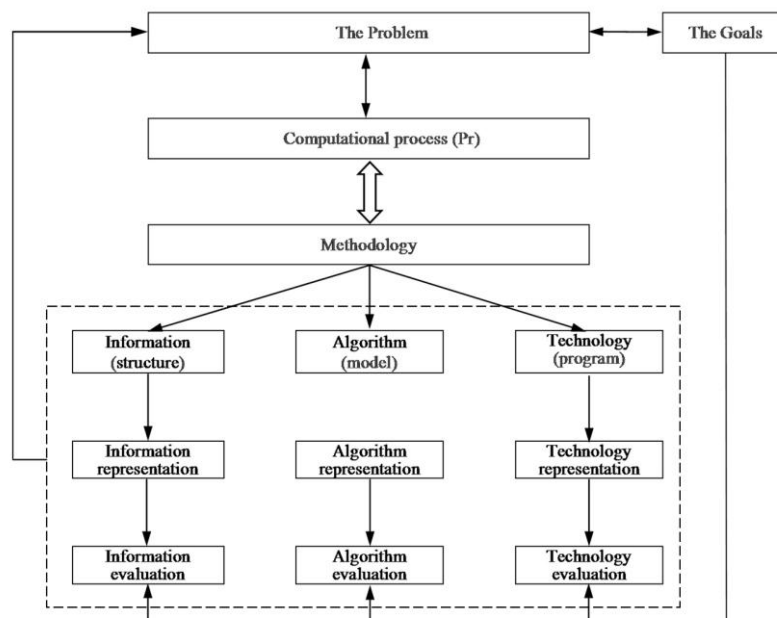 The Problem
The Goals
Computational process (Pr)
Methodology
Information
(structure)
Algorithm
(model)
Technology
(program)
Information
representation
Algorithm
representation
Technology
representation
Information
evaluation
Algorithm
evaluation
Technology
evaluation